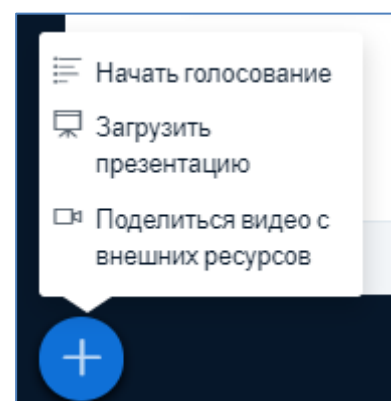 Начать голосование
Загрузить
презентацию
Поделиться видео с
внешних ресурсов